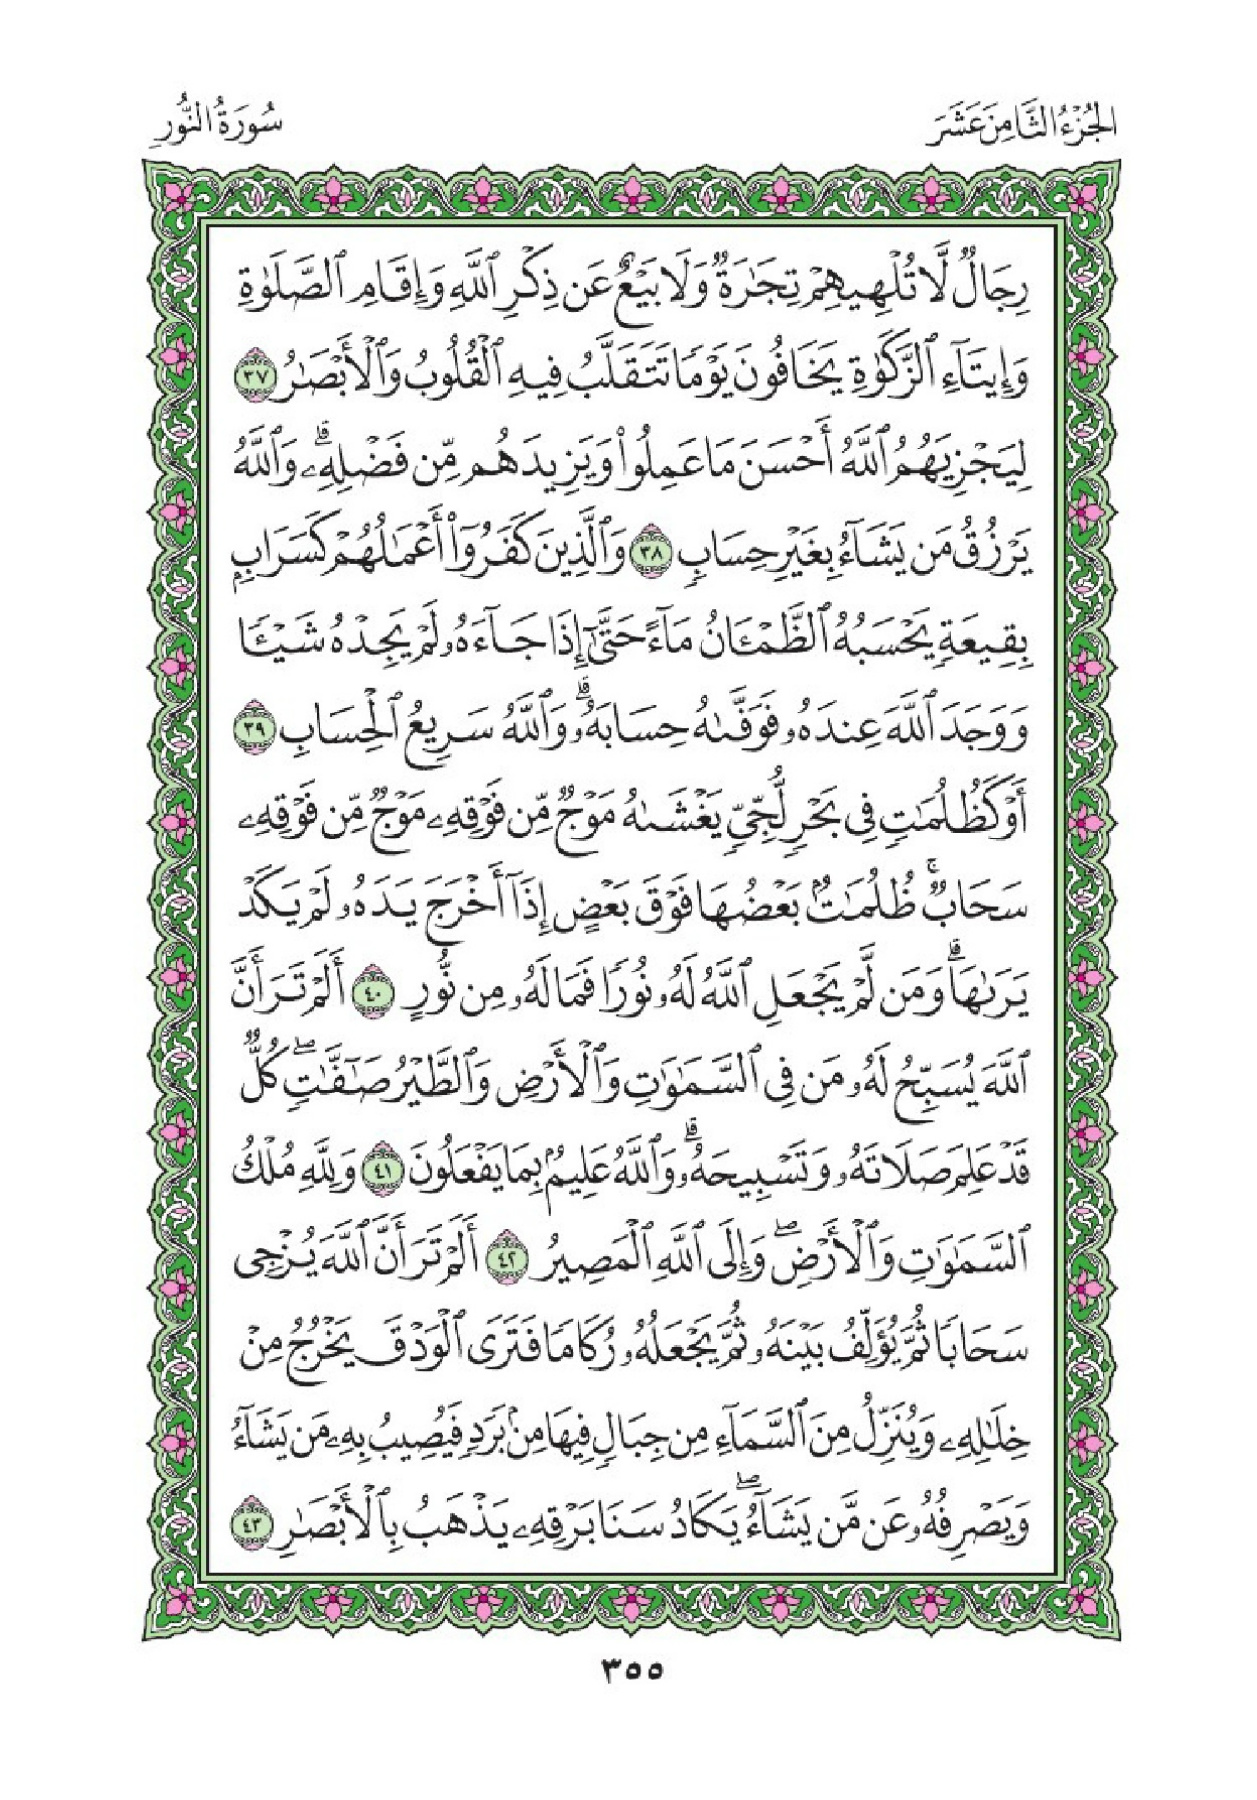 الجُزْءُ الثَّامِنَ عَشَرَ
سُورَةُ النُّورِ
رِجَالٌ لَّا تُلْهِيهِمْ تِجَٰرَةٌ وَلَا بَيْعٌ عَن ذِكْرِ ٱللَّهِ وَإِقَامِ ٱلصَّلَوٰةِ
وَإِيتَآءِ ٱلزَّكَوٰةِ يَخَافُونَ يَوْمًا تَتَقَلَّبُ فِيهِ ٱلْقُلُوبُ وَٱلْأَبْصَٰرُ ٣٧
لِيَجْزِيَهُمُ ٱللَّهُ أَحْسَنَ مَا عَمِلُوا۟ وَيَزِيدَهُم مِّن فَضْلِهِۦ ۗ وَٱللَّهُ
يَرْزُقُ مَن يَشَآءُ بِغَيْرِ حِسَابٍ ٣٨ وَٱلَّذِينَ كَفَرُوٓا۟ أَعْمَٰلُهُمْ كَسَرَابٍۭ
بِقِيعَةٍ يَحْسَبُهُ ٱلظَّمْـَٔانُ مَآءً حَتَّىٰٓ إِذَا جَآءَهُۥ لَمْ يَجِدْهُ شَيْـًٔا
وَوَجَدَ ٱللَّهَ عِندَهُۥ فَوَفَّىٰهُ حِسَابَهُۥ ۗ وَٱللَّهُ سَرِيعُ ٱلْحِسَابِ ٣٩
أَوْ كَظُلُمَٰتٍ فِى بَحْرٍ لُّجِّىٍّ يَغْشَىٰهُ مَوْجٌ مِّن فَوْقِهِۦ مَوْجٌ مِّن فَوْقِهِۦ
سَحَابٌ ۚ ظُلُمَٰتٌۢ بَعْضُهَا فَوْقَ بَعْضٍ إِذَآ أَخْرَجَ يَدَهُۥ لَمْ يَكَدْ
يَرَىٰهَا ۗ وَمَن لَّمْ يَجْعَلِ ٱللَّهُ لَهُۥ نُورًا فَمَا لَهُۥ مِن نُّورٍ ٤٠ أَلَمْ تَرَ أَنَّ
ٱللَّهَ يُسَبِّحُ لَهُۥ مَن فِى ٱلسَّمَٰوَٰتِ وَٱلْأَرْضِ وَٱلطَّيْرُ صَٰٓفَّٰتٍ ۖ كُلٌّ
قَدْ عَلِمَ صَلَاتَهُۥ وَتَسْبِيحَهُۥ ۗ وَٱللَّهُ عَلِيمٌۢ بِمَا يَفْعَلُونَ ٤١ وَلِلَّهِ مُلْكُ
ٱلسَّمَٰوَٰتِ وَٱلْأَرْضِ ۖ وَإِلَى ٱللَّهِ ٱلْمَصِيرُ ٤٢ أَلَمْ تَرَ أَنَّ ٱللَّهَ يُزْجِى
سَحَابًا ثُمَّ يُؤَلِّفُ بَيْنَهُۥ ثُمَّ يَجْعَلُهُۥ رُكَامًا فَتَرَى ٱلْوَدْقَ يَخْرُجُ مِنْ
خِلَٰلِهِۦ وَيُنَزِّلُ مِنَ ٱلسَّمَآءِ مِن جِبَالٍ فِيهَا مِنۢ بَرَدٍ فَيُصِيبُ بِهِۦ مَن يَشَآءُ
وَيَصْرِفُهُۥ عَن مَّن يَشَآءُ ۖ يَكَادُ سَنَا بَرْقِهِۦ يَذْهَبُ بِٱلْأَبْصَٰرِ ٤٣
٣٥٥